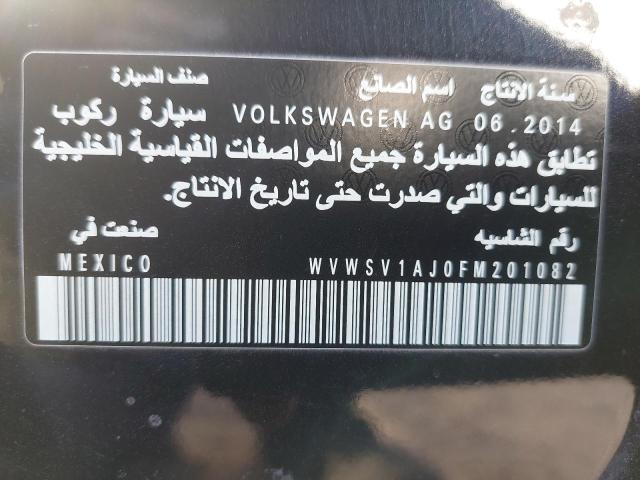 سنة الانتاج اسم الصانع صنف السيارة
06.2014 VOLKSWAGEN AG سيارة ركوب
تطابق هذه السيارة جميع المواصفات القياسية الخليجية
للسيارات والتي صدرت حتى تاريخ الانتاج.
رقم الشاسيه صنعت في
WVWSV1AJ0FM201082 MEXICO